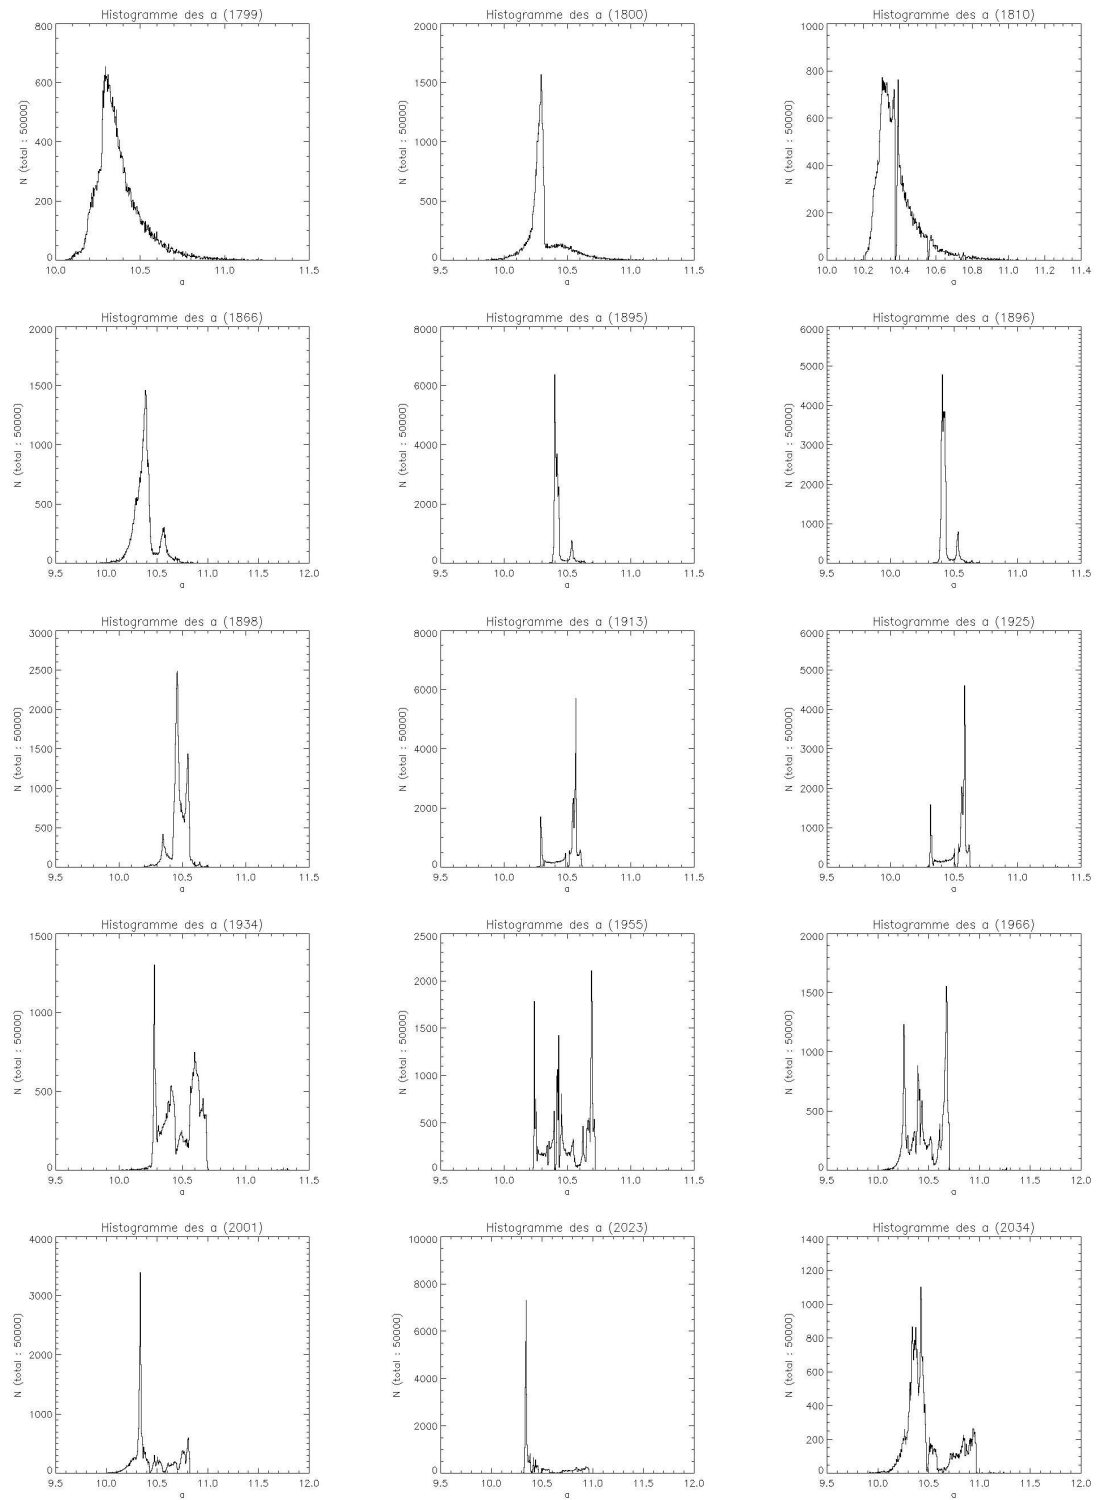 Histogramme des a (1799)
N (total : 50000)
800
600
400
200
0
10.0 10.5 11.0 11.5
a
Histogramme des a (1800)
N (total : 50000)
2000
1500
1000
500
0
9.5 10.0 10.5 11.0 11.5
a
Histogramme des a (1810)
N (total : 50000)
1000
800
600
400
200
0
10.0 10.2 10.4 10.6 10.8 11.0 11.2 11.4
a
Histogramme des a (1866)
N (total : 50000)
2000
1500
1000
500
0
9.5 10.0 10.5 11.0 11.5 12.0
a
Histogramme des a (1895)
N (total : 50000)
8000
6000
4000
2000
0
9.5 10.0 10.5 11.0 11.5
a
Histogramme des a (1896)
N (total : 50000)
6000
5000
4000
3000
2000
1000
0
9.5 10.0 10.5 11.0 11.5
a
Histogramme des a (1898)
N (total : 50000)
3000
2500
2000
1500
1000
500
0
9.5 10.0 10.5 11.0 11.5
a
Histogramme des a (1913)
N (total : 50000)
8000
6000
4000
2000
0
9.5 10.0 10.5 11.0 11.5
a
Histogramme des a (1925)
N (total : 50000)
6000
5000
4000
3000
2000
1000
0
9.5 10.0 10.5 11.0 11.5
a
Histogramme des a (1934)
N (total : 50000)
1500
1000
500
0
9.5 10.0 10.5 11.0 11.5
a
Histogramme des a (1955)
N (total : 50000)
2500
2000
1500
1000
500
0
9.5 10.0 10.5 11.0 11.5
a
Histogramme des a (1966)
N (total : 50000)
2000
1500
1000
500
0
9.5 10.0 10.5 11.0 11.5 12.0
a
Histogramme des a (2001)
N (total : 50000)
4000
3000
2000
1000
0
9.5 10.0 10.5 11.0 11.5 12.0
a
Histogramme des a (2023)
N (total : 50000)
10000
8000
6000
4000
2000
0
9.5 10.0 10.5 11.0 11.5 12.0
a
Histogramme des a (2034)
N (total : 50000)
1400
1200
1000
800
600
400
200
0
9.5 10.0 10.5 11.0 11.5 12.0
a